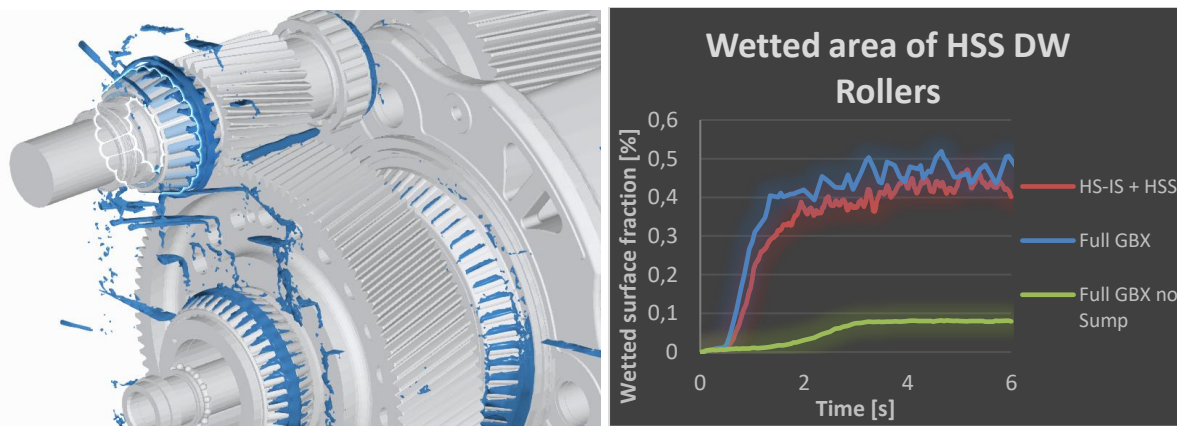 Wetted area of HSS DW
Rollers
Wetted surface fraction [%]
0,6
0,5
0,4
0,3
0,2
0,1
0
0
2
4
6
Time [s]
HS-IS + HSS
Full GBX
Full GBX no
Sump